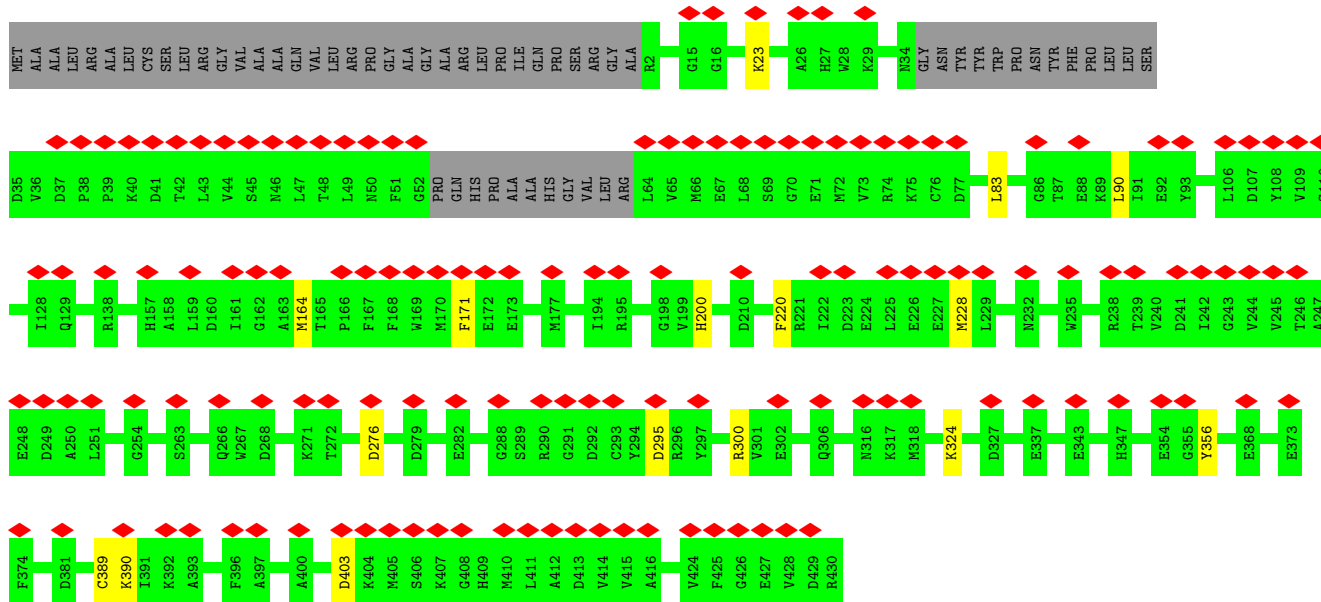 MET ALA ALA LEU ARG ALA LEU CYS SER LEU ARG GLY VAL ALA ALA GLN VAL LEU ARG PRO GLY ALA GLY ALA ARG LEU PRO ILE GLN PRO SER ARG GLY ALA R2 G15 G16 K23 A26 H27 W28 K29 N34 GLY ASN TYR TYR TRP PRO ASN TYR PHE PRO LEU LEU SER
D35 V36 D37 P38 P39 K40 D41 T42 L43 V44 S45 N46 L47 T48 L49 N50 F51 G52 PRO GLN HIS PRO ALA ALA HIS GLY VAL LEU ARG L64 V65 M66 E67 L68 S69 G70 E71 M72 V73 R74 K75 C76 D77 L83 G86 T87 E88 K89 L90 I91 E92 Y93 L106 D107 Y108 V109
I128 Q129 R138 H157 A158 L159 D160 I161 G162 A163 M164 T165 P166 F167 F168 W169 M170 F171 E172 E173 M177 I194 R195 G198 V199 H200 D210 F220 R221 I222 D223 E224 L225 E226 E227 M228 L229 N232 W235 R238 T239 V240 D241 I242 G243 V244 V245 T246 A247
E248 D249 A250 L251 G254 S263 Q266 W267 D268 K271 T272 D276 D279 E282 G288 S289 R290 G291 D292 C293 Y294 D295 R296 Y297 R300 V301 E302 Q306 N316 K317 M318 K324 D327 E337 E343 H347 E354 G355 Y356 E368 E373
F374 D381 C389 K390 I391 K392 A393 F396 A397 A400 D403 K404 M405 S406 K407 G408 H409 M410 L411 A412 D413 V414 V415 A416 V424 F425 G426 E427 V428 D429 R430